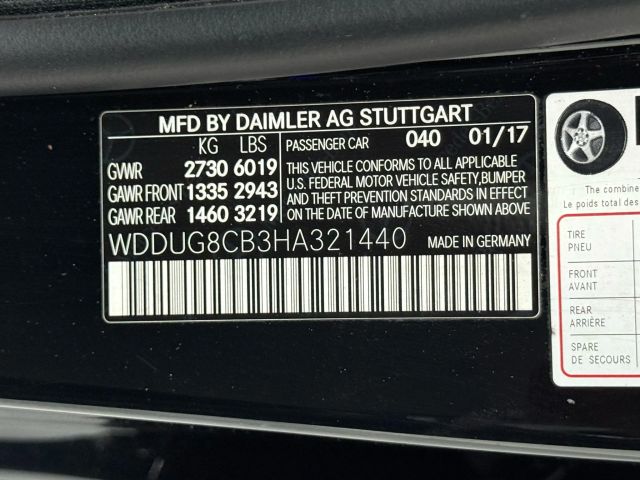 MFD BY DAIMLER AG STUTTGART
KG LBS
GVWR 2730 6019
GAWR FRONT 1335 2943
GAWR REAR 1460 3219
PASSENGER CAR 040 01/17
THIS VEHICLE CONFORMS TO ALL APPLICABLE
U.S. FEDERAL MOTOR VEHICLE SAFETY,BUMPER
AND THEFT PREVENTION STANDARDS IN EFFECT
ON THE DATE OF MANUFACTURE SHOWN ABOVE.
WDDUG8CB3HA321440 MADE IN GERMANY
The combine
Le poids total des
TIRE
PNEU
FRONT
AVANT
REAR
ARRIÈRE
SPARE
DE SECOURS